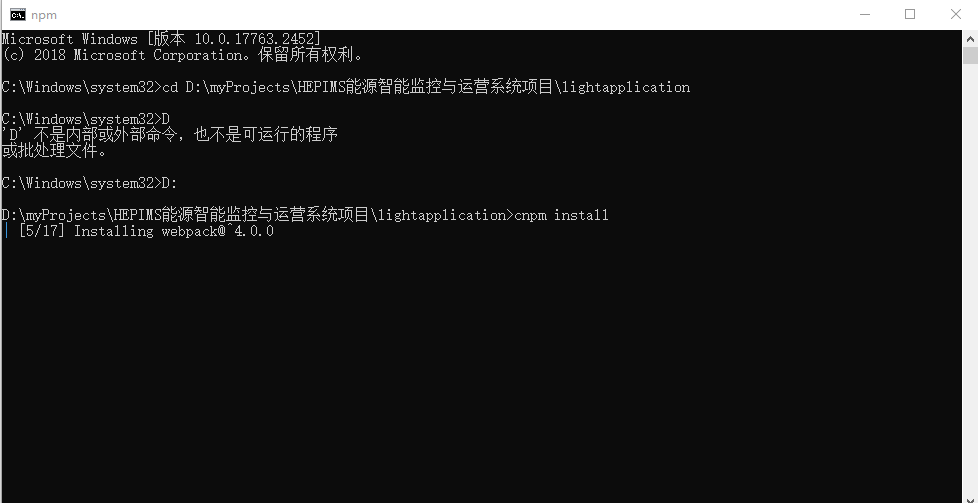 npm
Microsoft Windows [版本 10.0.17763.2452]
(c) 2018 Microsoft Corporation。保留所有权利。
C:\Windows\system32>cd D:\myProjects\HEPIMS能源智能监控与运营系统项目\lightapplication
C:\Windows\system32>D
'D' 不是内部或外部命令，也不是可运行的程序
或批处理文件。
C:\Windows\system32>D:
D:\myProjects\HEPIMS能源智能监控与运营系统项目\lightapplication>cnpm install
| [5/17] Installing webpack@^4.0.0